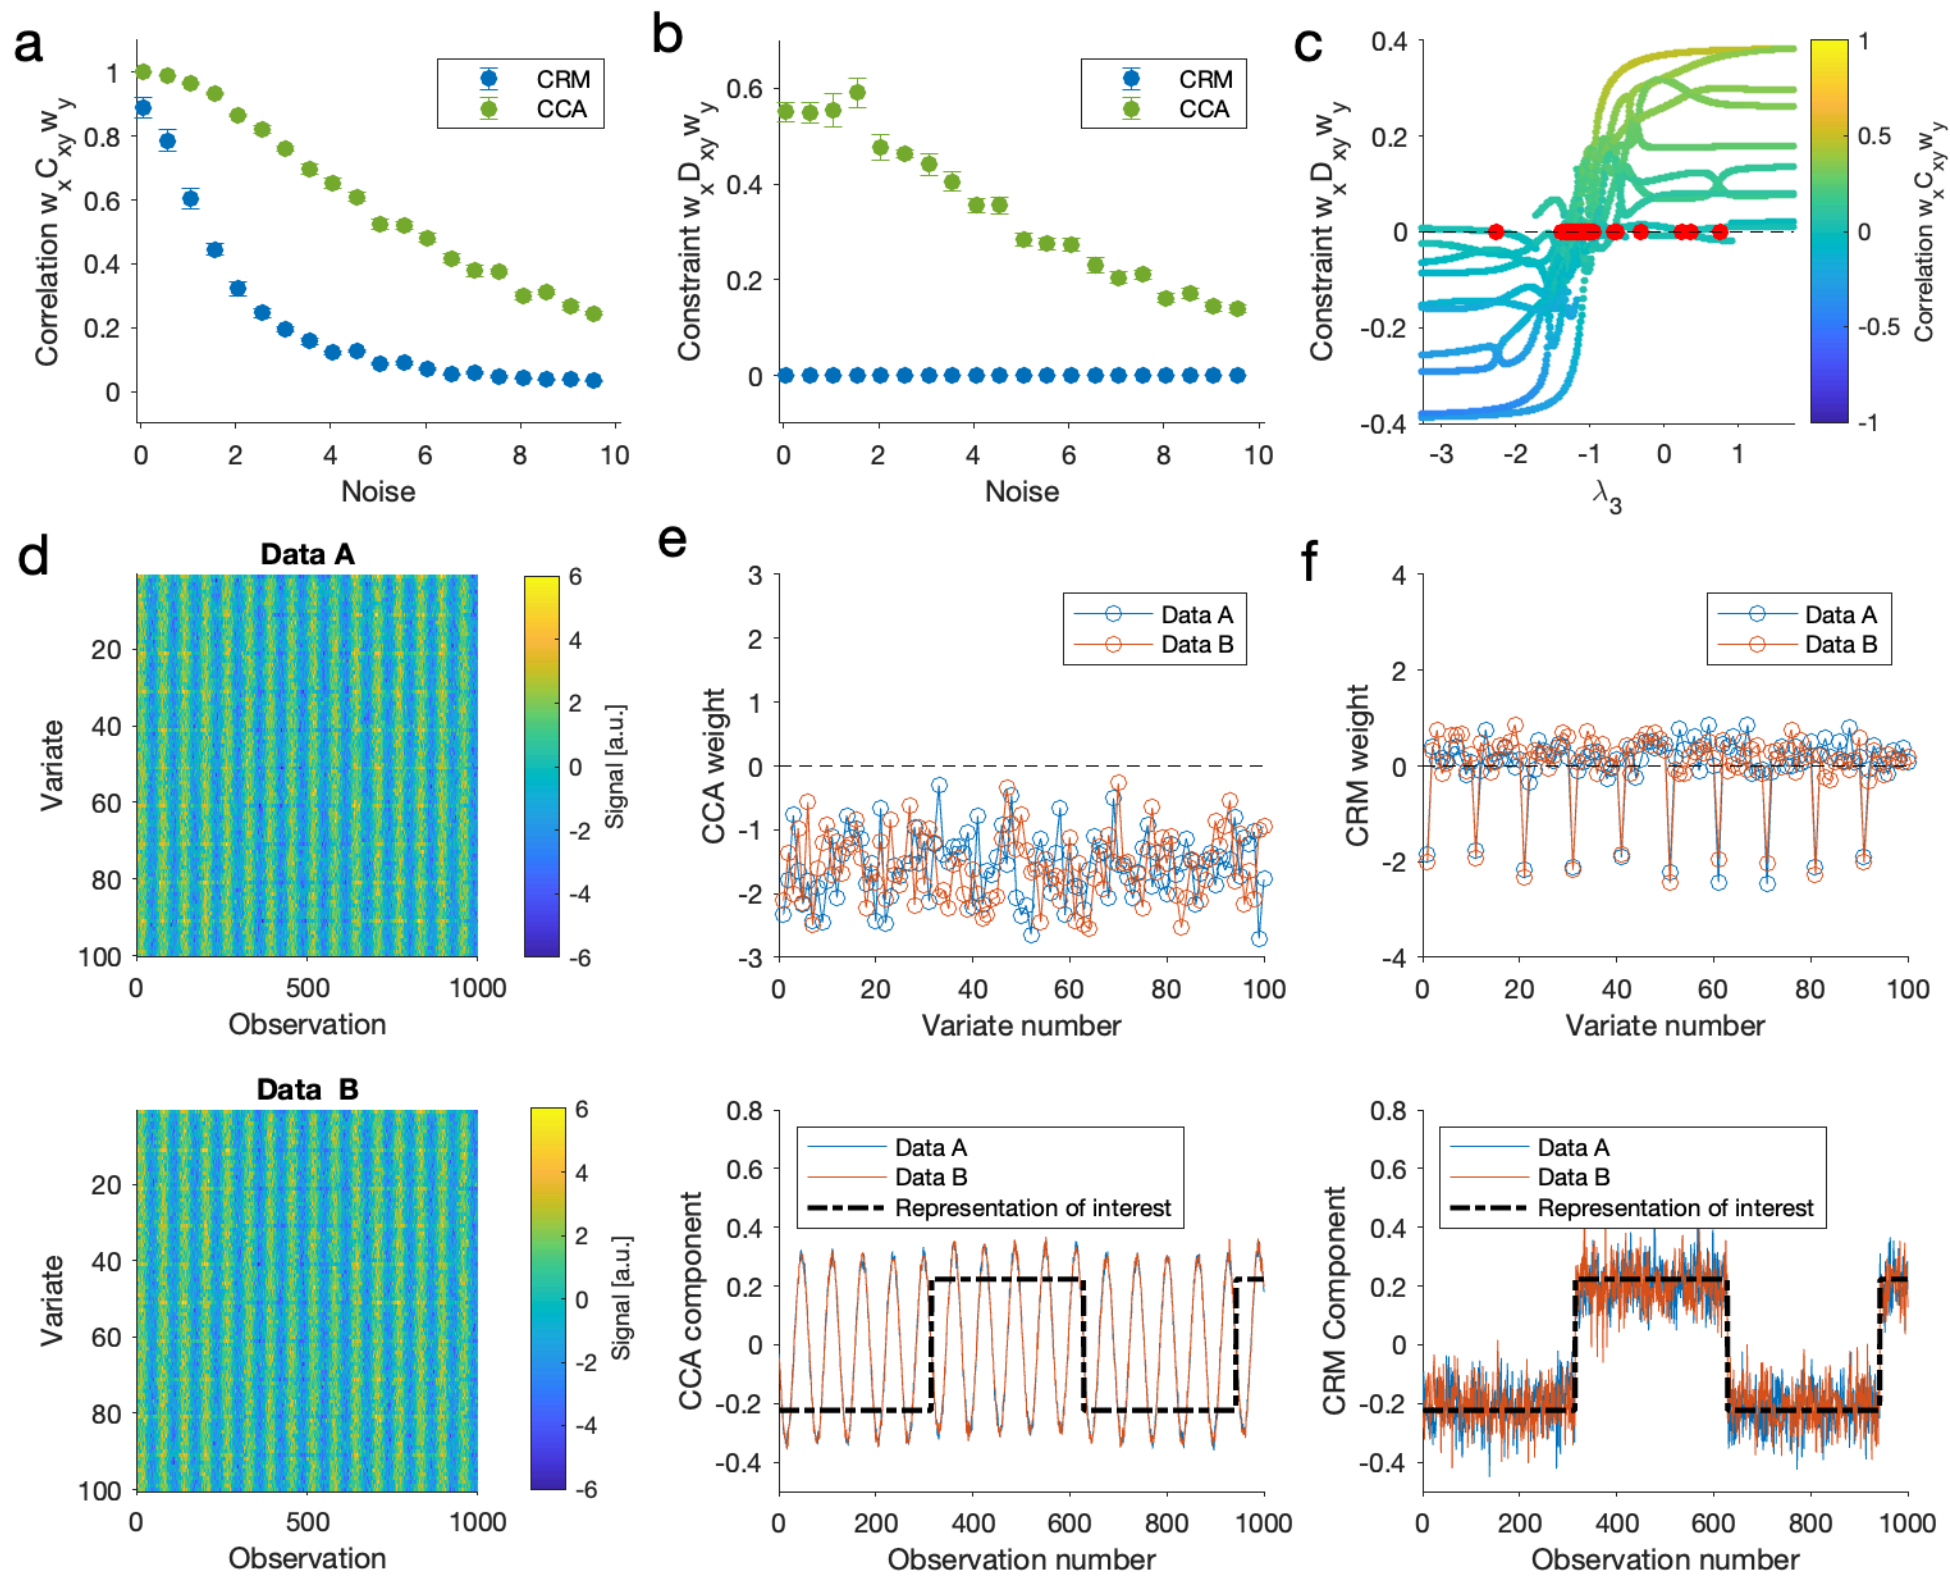 a
1
0.8
0.6
0.4
0.2
0
0 2 4 6 8 10
Correlation w_x C_xy w_y
Noise
CRM
CCA
b
0.6
0.4
0.2
0
0 2 4 6 8 10
Constraint w_x D_xy w_y
Noise
CRM
CCA
c
0.4
0.2
0
-0.2
-0.4
-3 -2 -1 0 1
Constraint w_x D_xy w_y
λ_3
1
0.5
0
-0.5
-1
Correlation w_x C_xy w_y
d
Data A
20
40
60
80
100
0 500 1000
Variate
Observation
6
4
2
0
-2
-4
-6
Signal [a.u.]
Data B
20
40
60
80
100
0 500 1000
Variate
Observation
6
4
2
0
-2
-4
-6
Signal [a.u.]
e
3
2
1
0
-1
-2
-3
0 20 40 60 80 100
CCA weight
Variate number
Data A
Data B
0.8
0.6
0.4
0.2
0
-0.2
-0.4
0 200 400 600 800 1000
CCA component
Observation number
Data A
Data B
Representation of interest
f
4
2
0
-2
-4
0 20 40 60 80 100
CRM weight
Variate number
Data A
Data B
0.8
0.6
0.4
0.2
0
-0.2
-0.4
0 200 400 600 800 1000
CRM Component
Observation number
Data A
Data B
Representation of interest